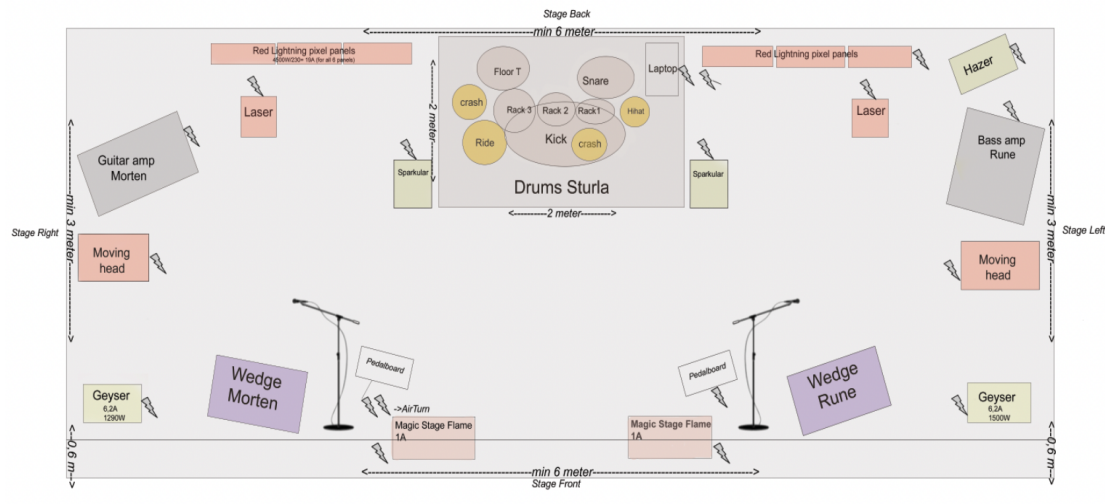 Stage Back
<-----------------------------min 6 meter----------------------------->
Red Lightning pixel panels
4500W/230= 19A (for all 6 panels)
Red Lightning pixel panels
Hazer
Floor T
Snare
Laptop
Laser
crash
Rack 3
Rack 2
Rack1
Hihat
Laser
2 meter
Ride
Kick
crash
Guitar amp
Morten
Bass amp
Rune
Sparkular
Sparkular
Drums Sturla
<----------2 meter---------->
Stage Right
min 3 meter
min 3 meter
Stage Left
Moving
head
Moving
head
Wedge
Morten
Pedalboard
Pedalboard
Wedge
Rune
Geyser
6,2A
1290W
Geyser
6,2A
1500W
->AirTurn
Magic Stage Flame
1A
Magic Stage Flame
1A
<--0,6 m-->
<--0,6 m-->
<-----------------------------min 6 meter----------------------------->
Stage Front